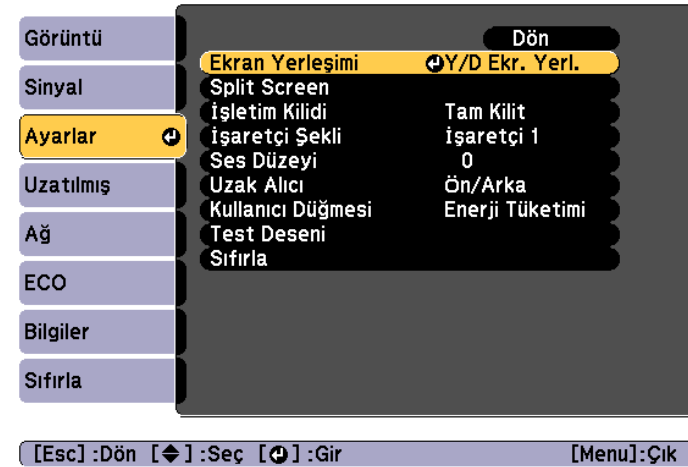 Görüntü
Sinyal
Ayarlar
Uzatılmış
Ağ
ECO
Bilgiler
Sıfırla
Dön
Ekran Yerleşimi Y/D Ekr. Yerl.
Split Screen
İşletim Kilidi Tam Kilit
İşaretçi Şekli İşaretçi 1
Ses Düzeyi 0
Uzak Alıcı Ön/Arka
Kullanıcı Düğmesi Enerji Tüketimi
Test Deseni
Sıfırla
[Esc] :Dön [◆] :Seç [⏎] :Gir [Menu]:Çık